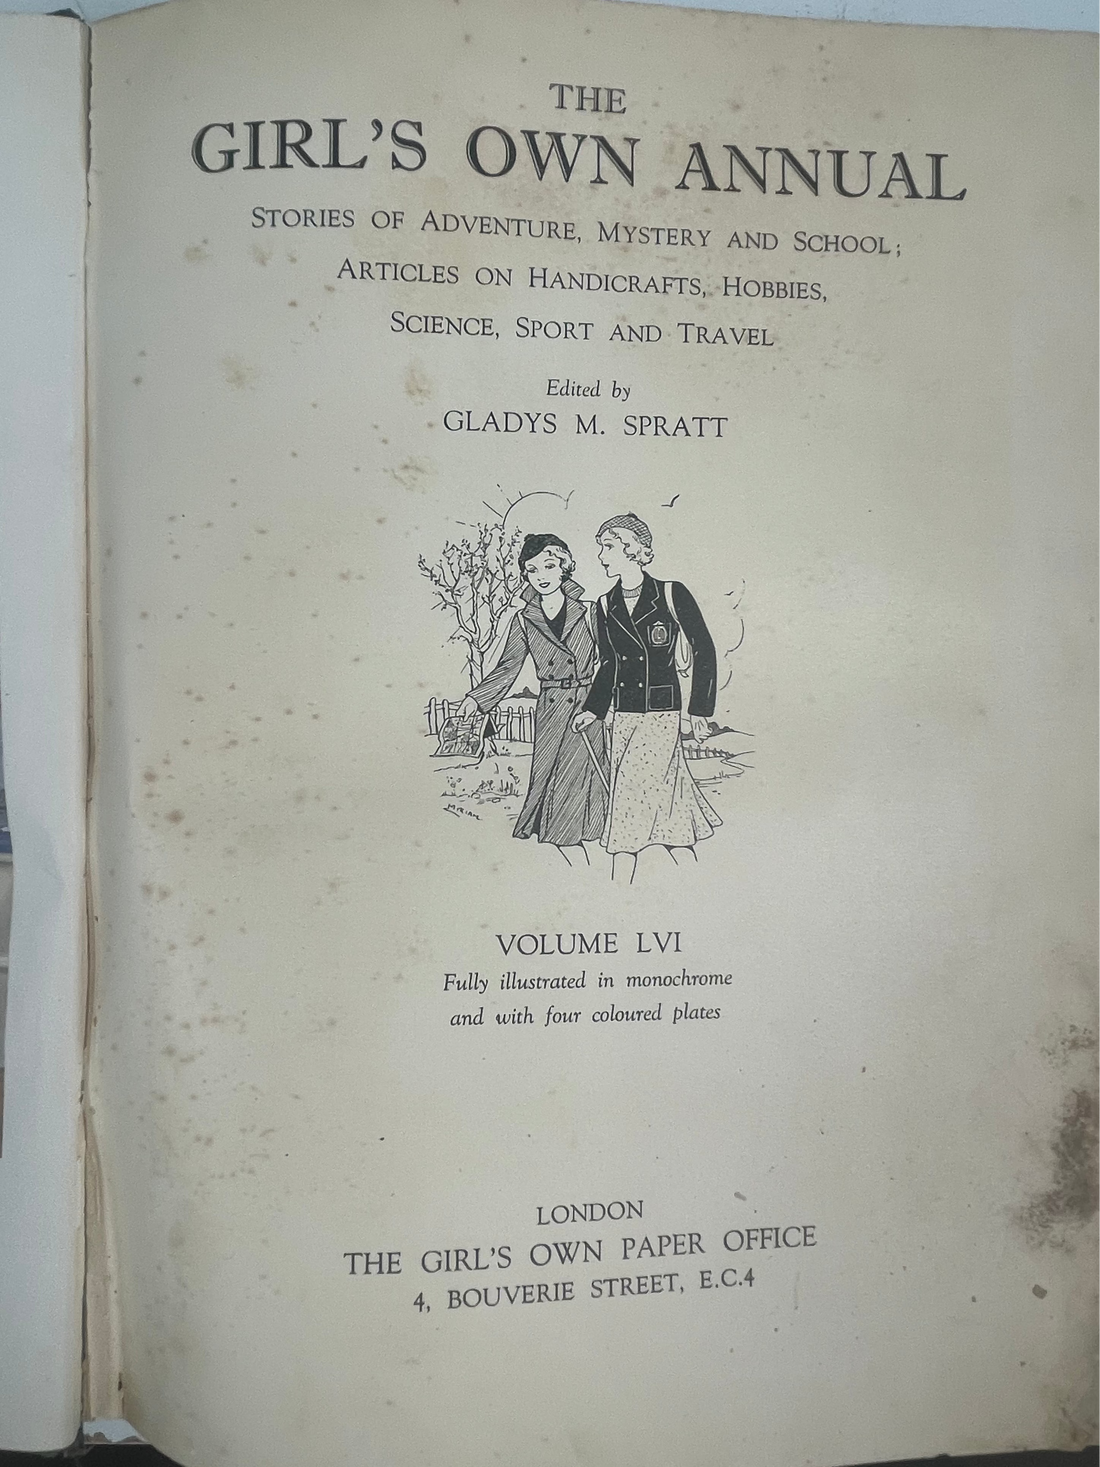 THE
GIRL'S OWN ANNUAL
STORIES OF ADVENTURE, MYSTERY AND SCHOOL;
ARTICLES ON HANDICRAFTS, HOBBIES,
SCIENCE, SPORT AND TRAVEL
Edited by
GLADYS M. SPRATT
VOLUME LVI
Fully illustrated in monochrome
and with four coloured plates
LONDON
THE GIRL'S OWN PAPER OFFICE
4, BOUVERIE STREET, E.C.4